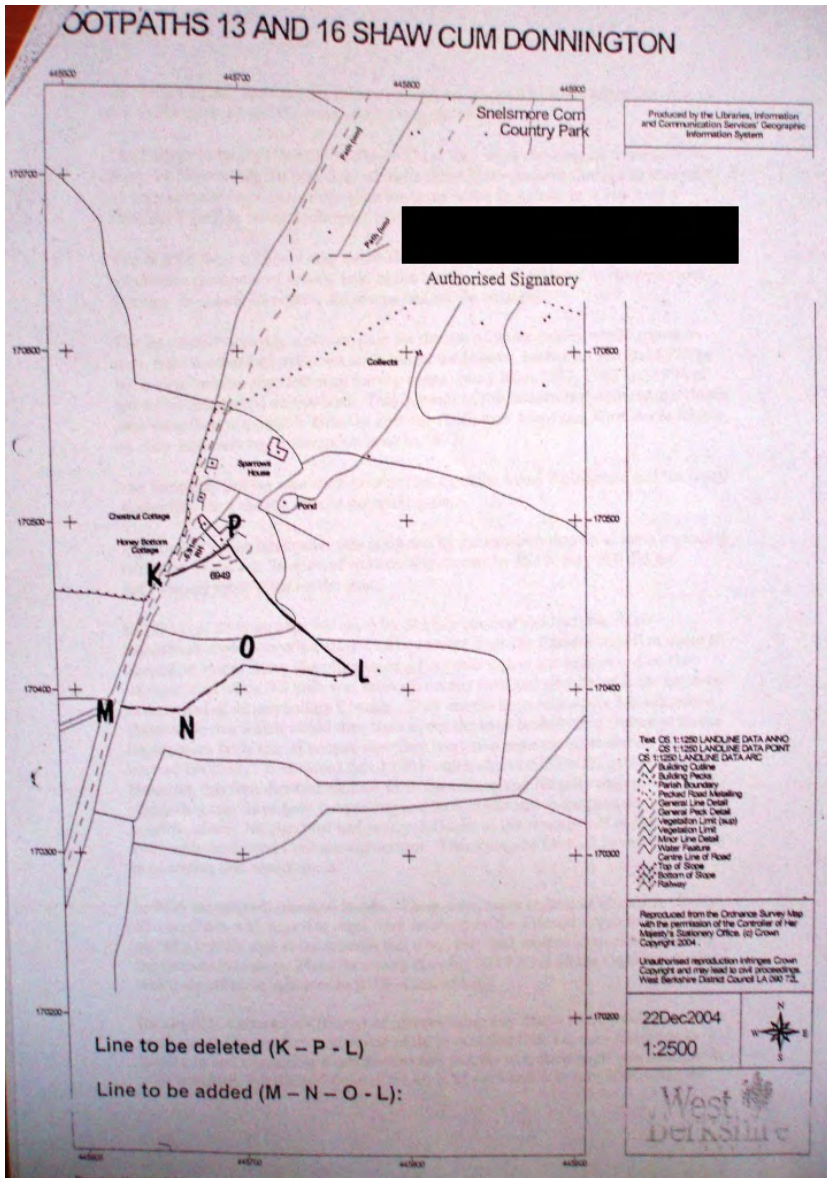 OOTPATHS 13 AND 16 SHAW CUM DONNINGTON
445600
445700
445800
445900
Snelsmore Com
Country Park
Produced by the Libraries, Information
and Communication Services' Geographic
Information System
Path (um)
170700
Path (um)
Authorised Signatory
170600
Collects
170600
Sparrows
House
Pond
Chestnut Cottage
170500
170500
Honey Bottom
Cottage
P
K
6949
O
L
170400
170400
M
N
Text OS 1:1250 LANDLINE DATA ANNO
OS 1:1250 LANDLINE DATA POINT
OS 1:1250 LANDLINE DATA ARC
Building Outline
Building Pecks
Parish Boundary
Pecked Road Metalling
General Line Detail
General Peck Detail
Vegetation Limit (sup)
Vegetation Limit
Minor Line Detail
Water Feature
Centre Line of Road
Top of Slope
Bottom of Slope
Railway
170300
170300
Reproduced from the Ordnance Survey Map
with the permission of the Controller of Her
Majesty's Stationery Office. (c) Crown
Copyright 2004 .
Unauthorised reproduction infringes Crown
Copyright and may lead to civil proceedings.
West Berkshire District Council LA 090 72L
170200
170200
22Dec2004
1:2500
N
W
E
S
Line to be deleted (K – P - L)
Line to be added (M – N – O - L):
West
Berkshire
445600
445700
445800
445900